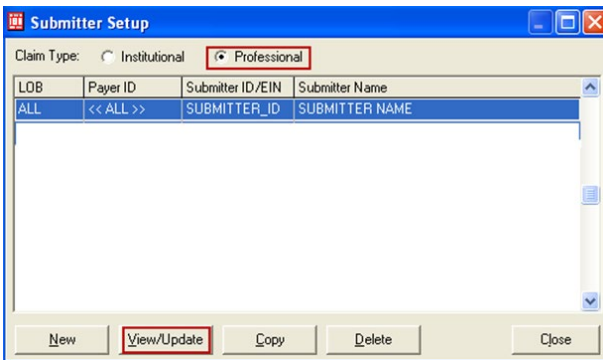 Submitter Setup
Claim Type: Institutional Professional
LOB Payer ID Submitter ID/EIN Submitter Name
ALL << ALL >> SUBMITTER_ID SUBMITTER NAME
New View/Update Copy Delete Close